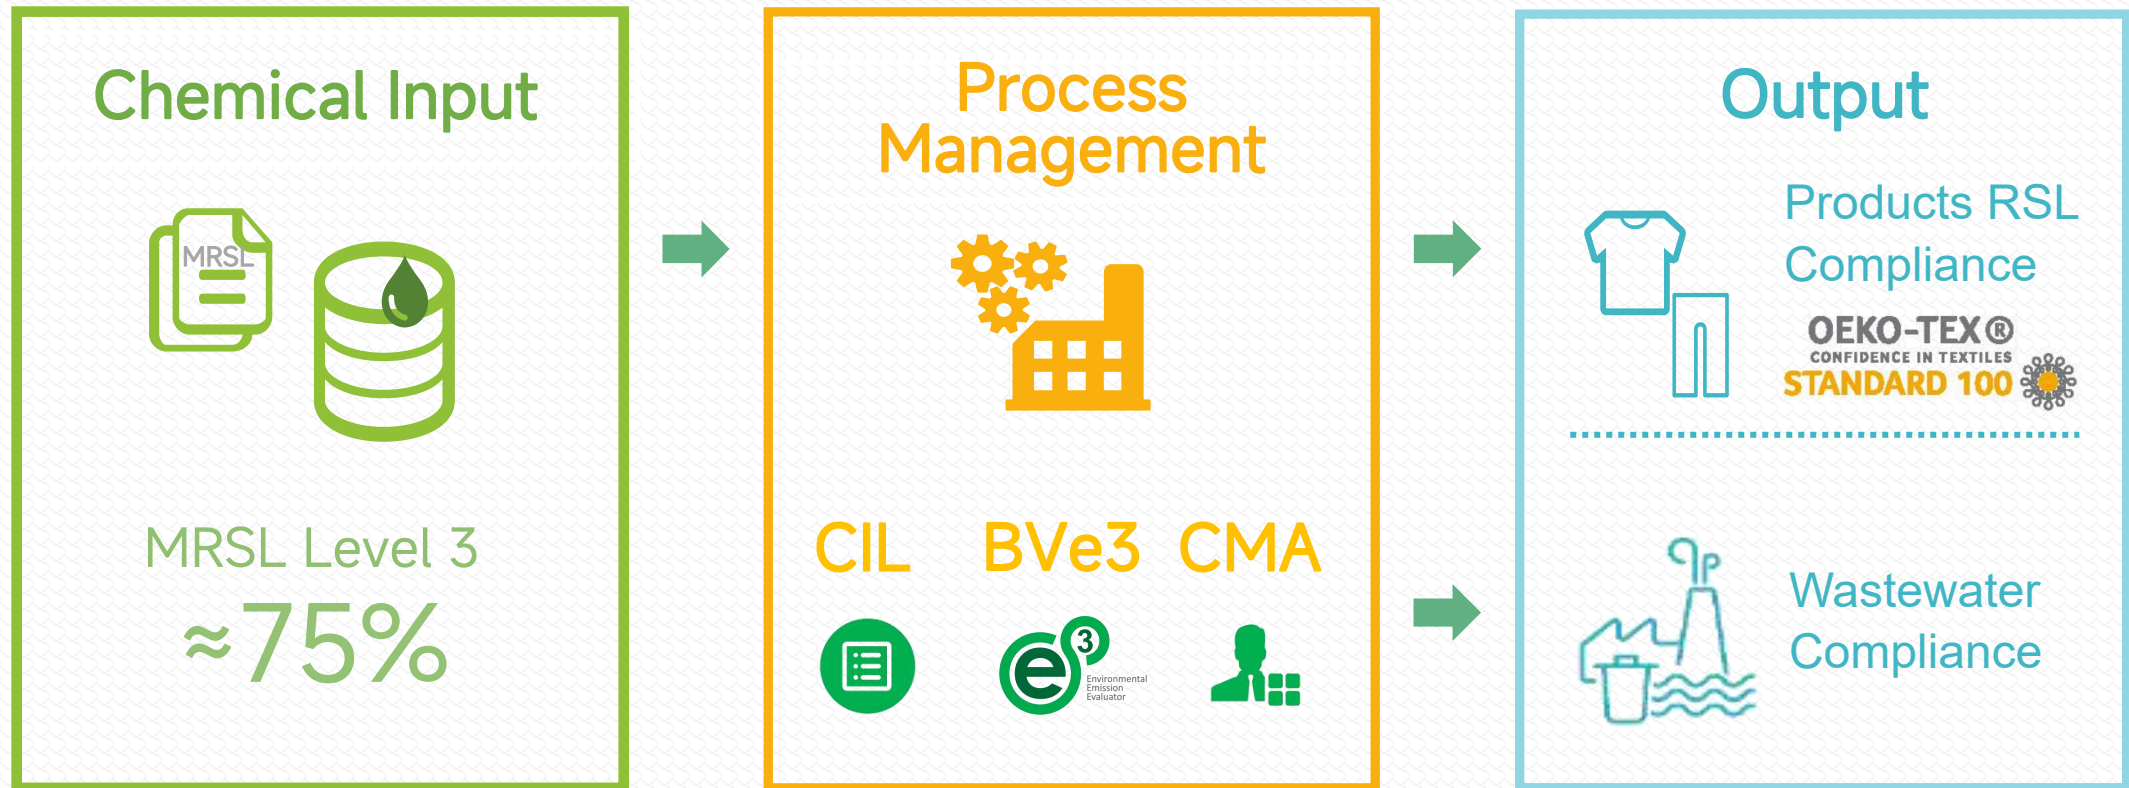 Chemical Input
MRSL
MRSL Level 3
≈75%
Process
Management
CIL
BVe3
CMA
e3
Environmental
Emission
Evaluator
Output
Products RSL
Compliance
OEKO-TEX®
CONFIDENCE IN TEXTILES
STANDARD 100
Wastewater
Compliance